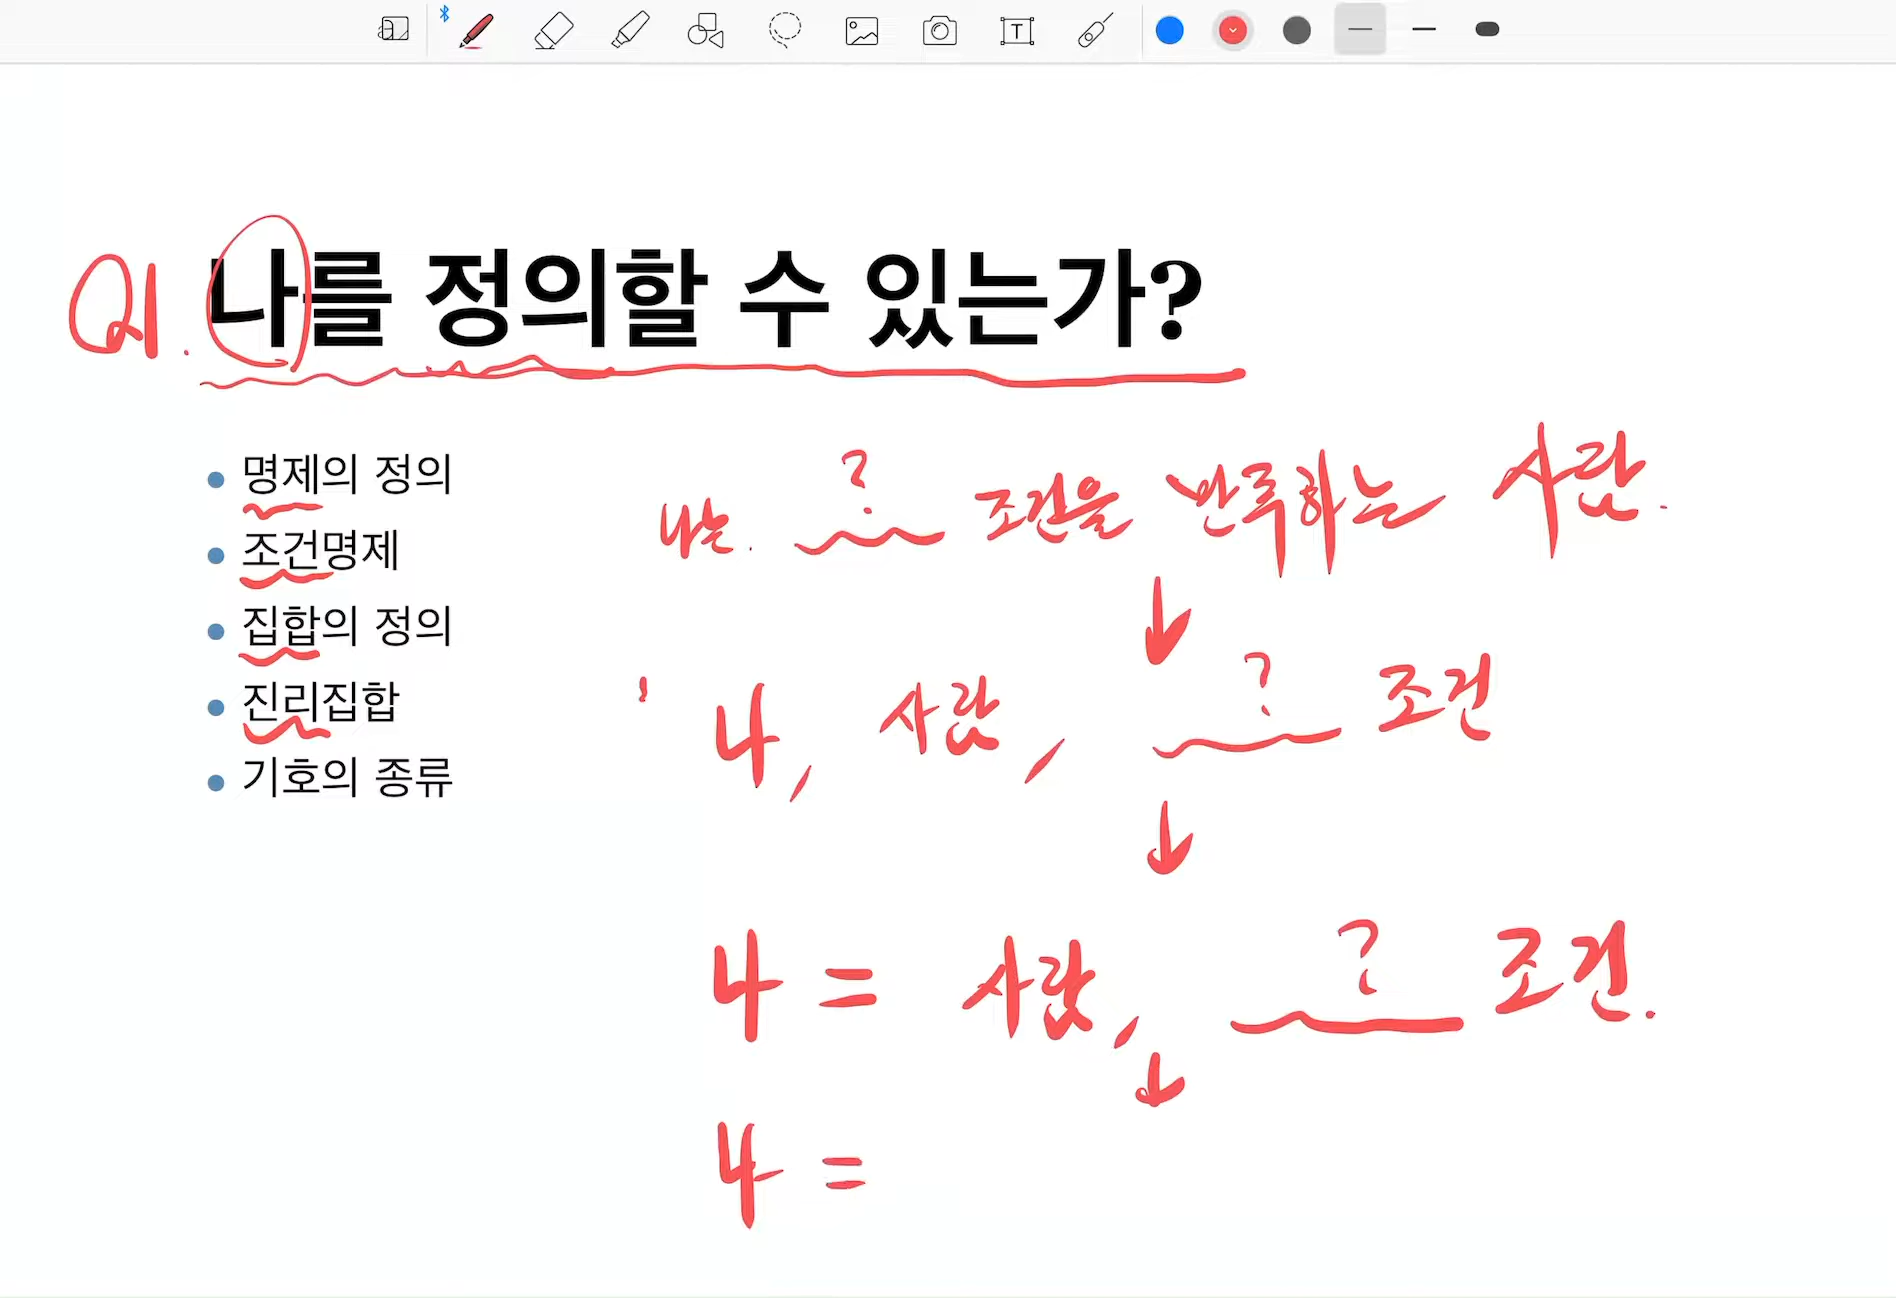 T
Q1. 나를 정의할 수 있는가?
• 명제의 정의
• 조건명제
• 집합의 정의
• 진리집합
• 기호의 종류
나는. ? 조건을 만족하는 사람.
나, 사람, ? 조건
나 = 사람, ? 조건.
나 =